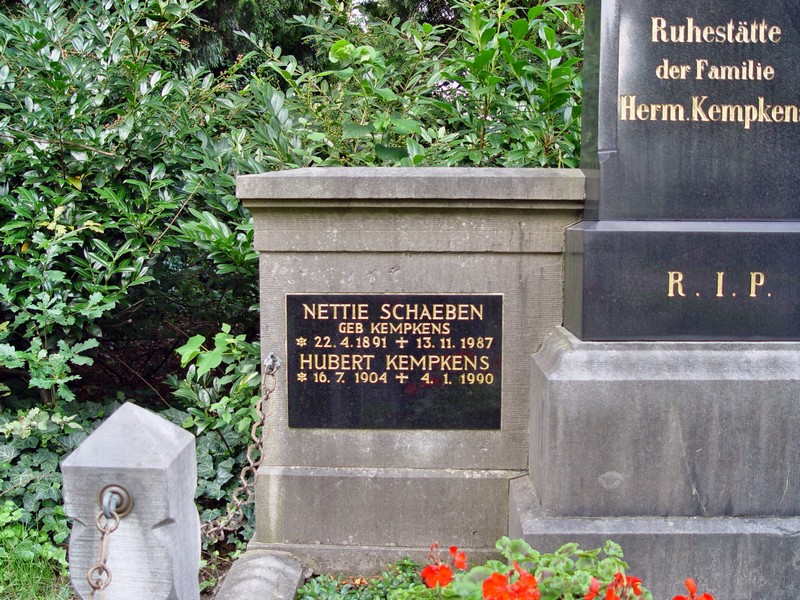 Ruhestätte
der Familie
Herm. Kempkens
R. I. P.
NETTIE SCHAEBEN
GEB KEMPKENS
* 22. 4. 1891 + 13. 11. 1987
HUBERT KEMPKENS
* 16. 7. 1904 + 4. 1. 1990